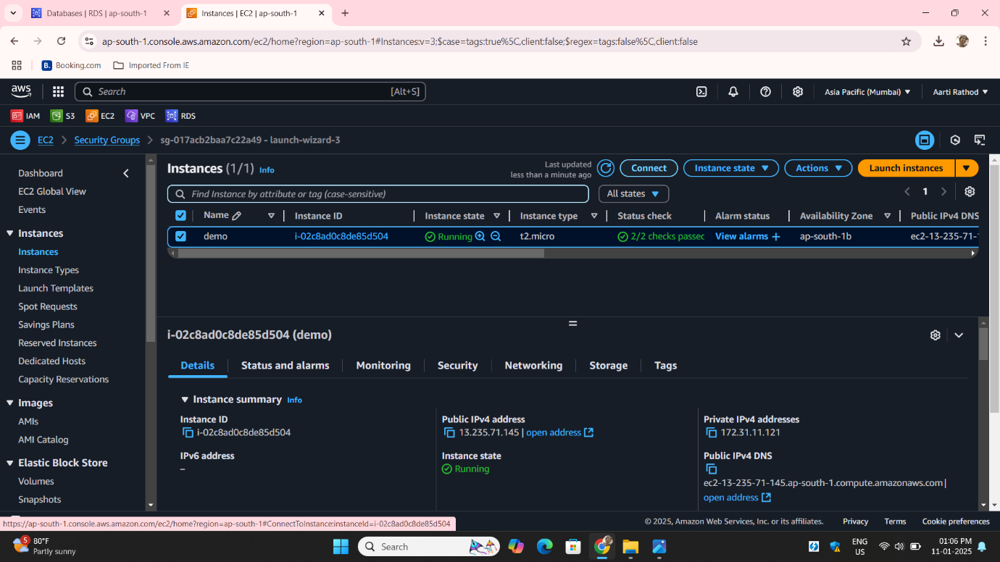 Databases | RDS | ap-south-1
Instances | EC2 | ap-south-1
ap-south-1.console.aws.amazon.com/ec2/home?region=ap-south-1#Instances:v=3;$case=tags:true%5C,client:false;$regex=tags:false%5C,client:false
B. Booking.com
Imported From IE
aws
Search
[Alt+S]
Asia Pacific (Mumbai)
Aarti Rathod
IAM
S3
EC2
VPC
RDS
EC2
Security Groups
sg-017acb2baa7c22a49 - launch-wizard-3
Dashboard
EC2 Global View
Events
Instances
Instances
Instance Types
Launch Templates
Spot Requests
Savings Plans
Reserved Instances
Dedicated Hosts
Capacity Reservations
Images
AMIs
AMI Catalog
Elastic Block Store
Volumes
Snapshots
Instances (1/1) Info
Last updated
less than a minute ago
Connect
Instance state
Actions
Launch instances
Find Instance by attribute or tag (case-sensitive)
All states
1
Name
Instance ID
Instance state
Instance type
Status check
Alarm status
Availability Zone
Public IPv4 DNS
demo
i-02c8ad0c8de85d504
Running
t2.micro
2/2 checks passec
View alarms +
ap-south-1b
ec2-13-235-71-1
i-02c8ad0c8de85d504 (demo)
Details
Status and alarms
Monitoring
Security
Networking
Storage
Tags
Instance summary Info
Instance ID
i-02c8ad0c8de85d504
Public IPv4 address
13.235.71.145 | open address
Private IPv4 addresses
172.31.11.121
IPv6 address
–
Instance state
Running
Public IPv4 DNS
ec2-13-235-71-145.ap-south-1.compute.amazonaws.com |
open address
https://ap-south-1.console.aws.amazon.com/ec2/home?region=ap-south-1#ConnectToInstance:instanceId=i-02c8ad0c8de85d504
© 2025, Amazon Web Services, Inc. or its affiliates.
Privacy
Terms
Cookie preferences
5
80°F
Partly sunny
Search
ENG
US
01:06 PM
11-01-2025